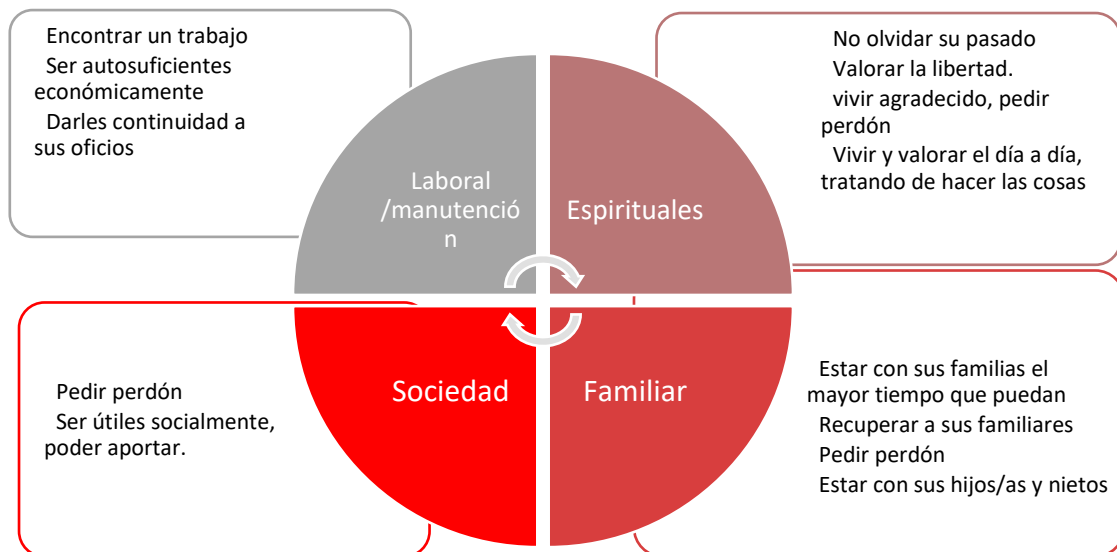 Encontrar un trabajo
Ser autosuficientes
económicamente
Darles continuidad a
sus oficios
No olvidar su pasado
Valorar la libertad.
vivir agradecido, pedir
perdón
Vivir y valorar el día a día,
tratando de hacer las cosas
Laboral
/manutenció
n
Espirituales
Sociedad
Familiar
Pedir perdón
Ser útiles socialmente,
poder aportar.
Estar con sus familias el
mayor tiempo que puedan
Recuperar a sus familiares
Pedir perdón
Estar con sus hijos/as y nietos